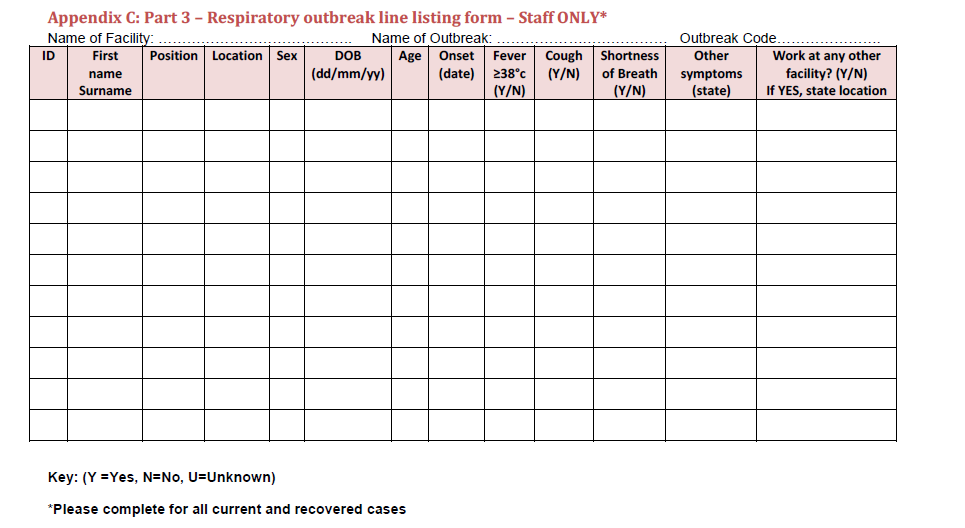 Appendix C: Part 3 – Respiratory outbreak line listing form – Staff ONLY*
Name of Facility: ………………………………….. Name of Outbreak: ………………………………. Outbreak Code………………….
ID First name Surname Position Location Sex DOB (dd/mm/yy) Age Onset (date) Fever ≥38°c (Y/N) Cough (Y/N) Shortness of Breath (Y/N) Other symptoms (state) Work at any other facility? (Y/N) If YES, state location
Key: (Y =Yes, N=No, U=Unknown)
*Please complete for all current and recovered cases